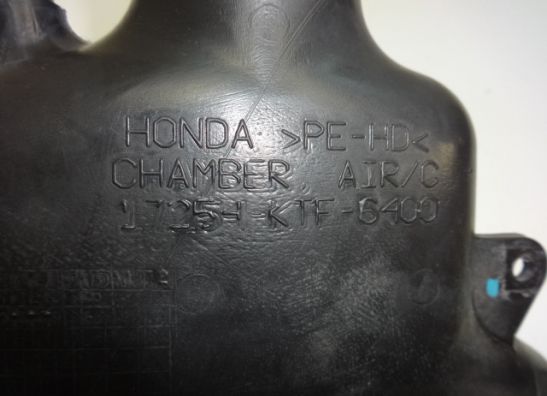 HONDA >PE-HD<
CHAMBER, AIR/C
17254-KTF-6400